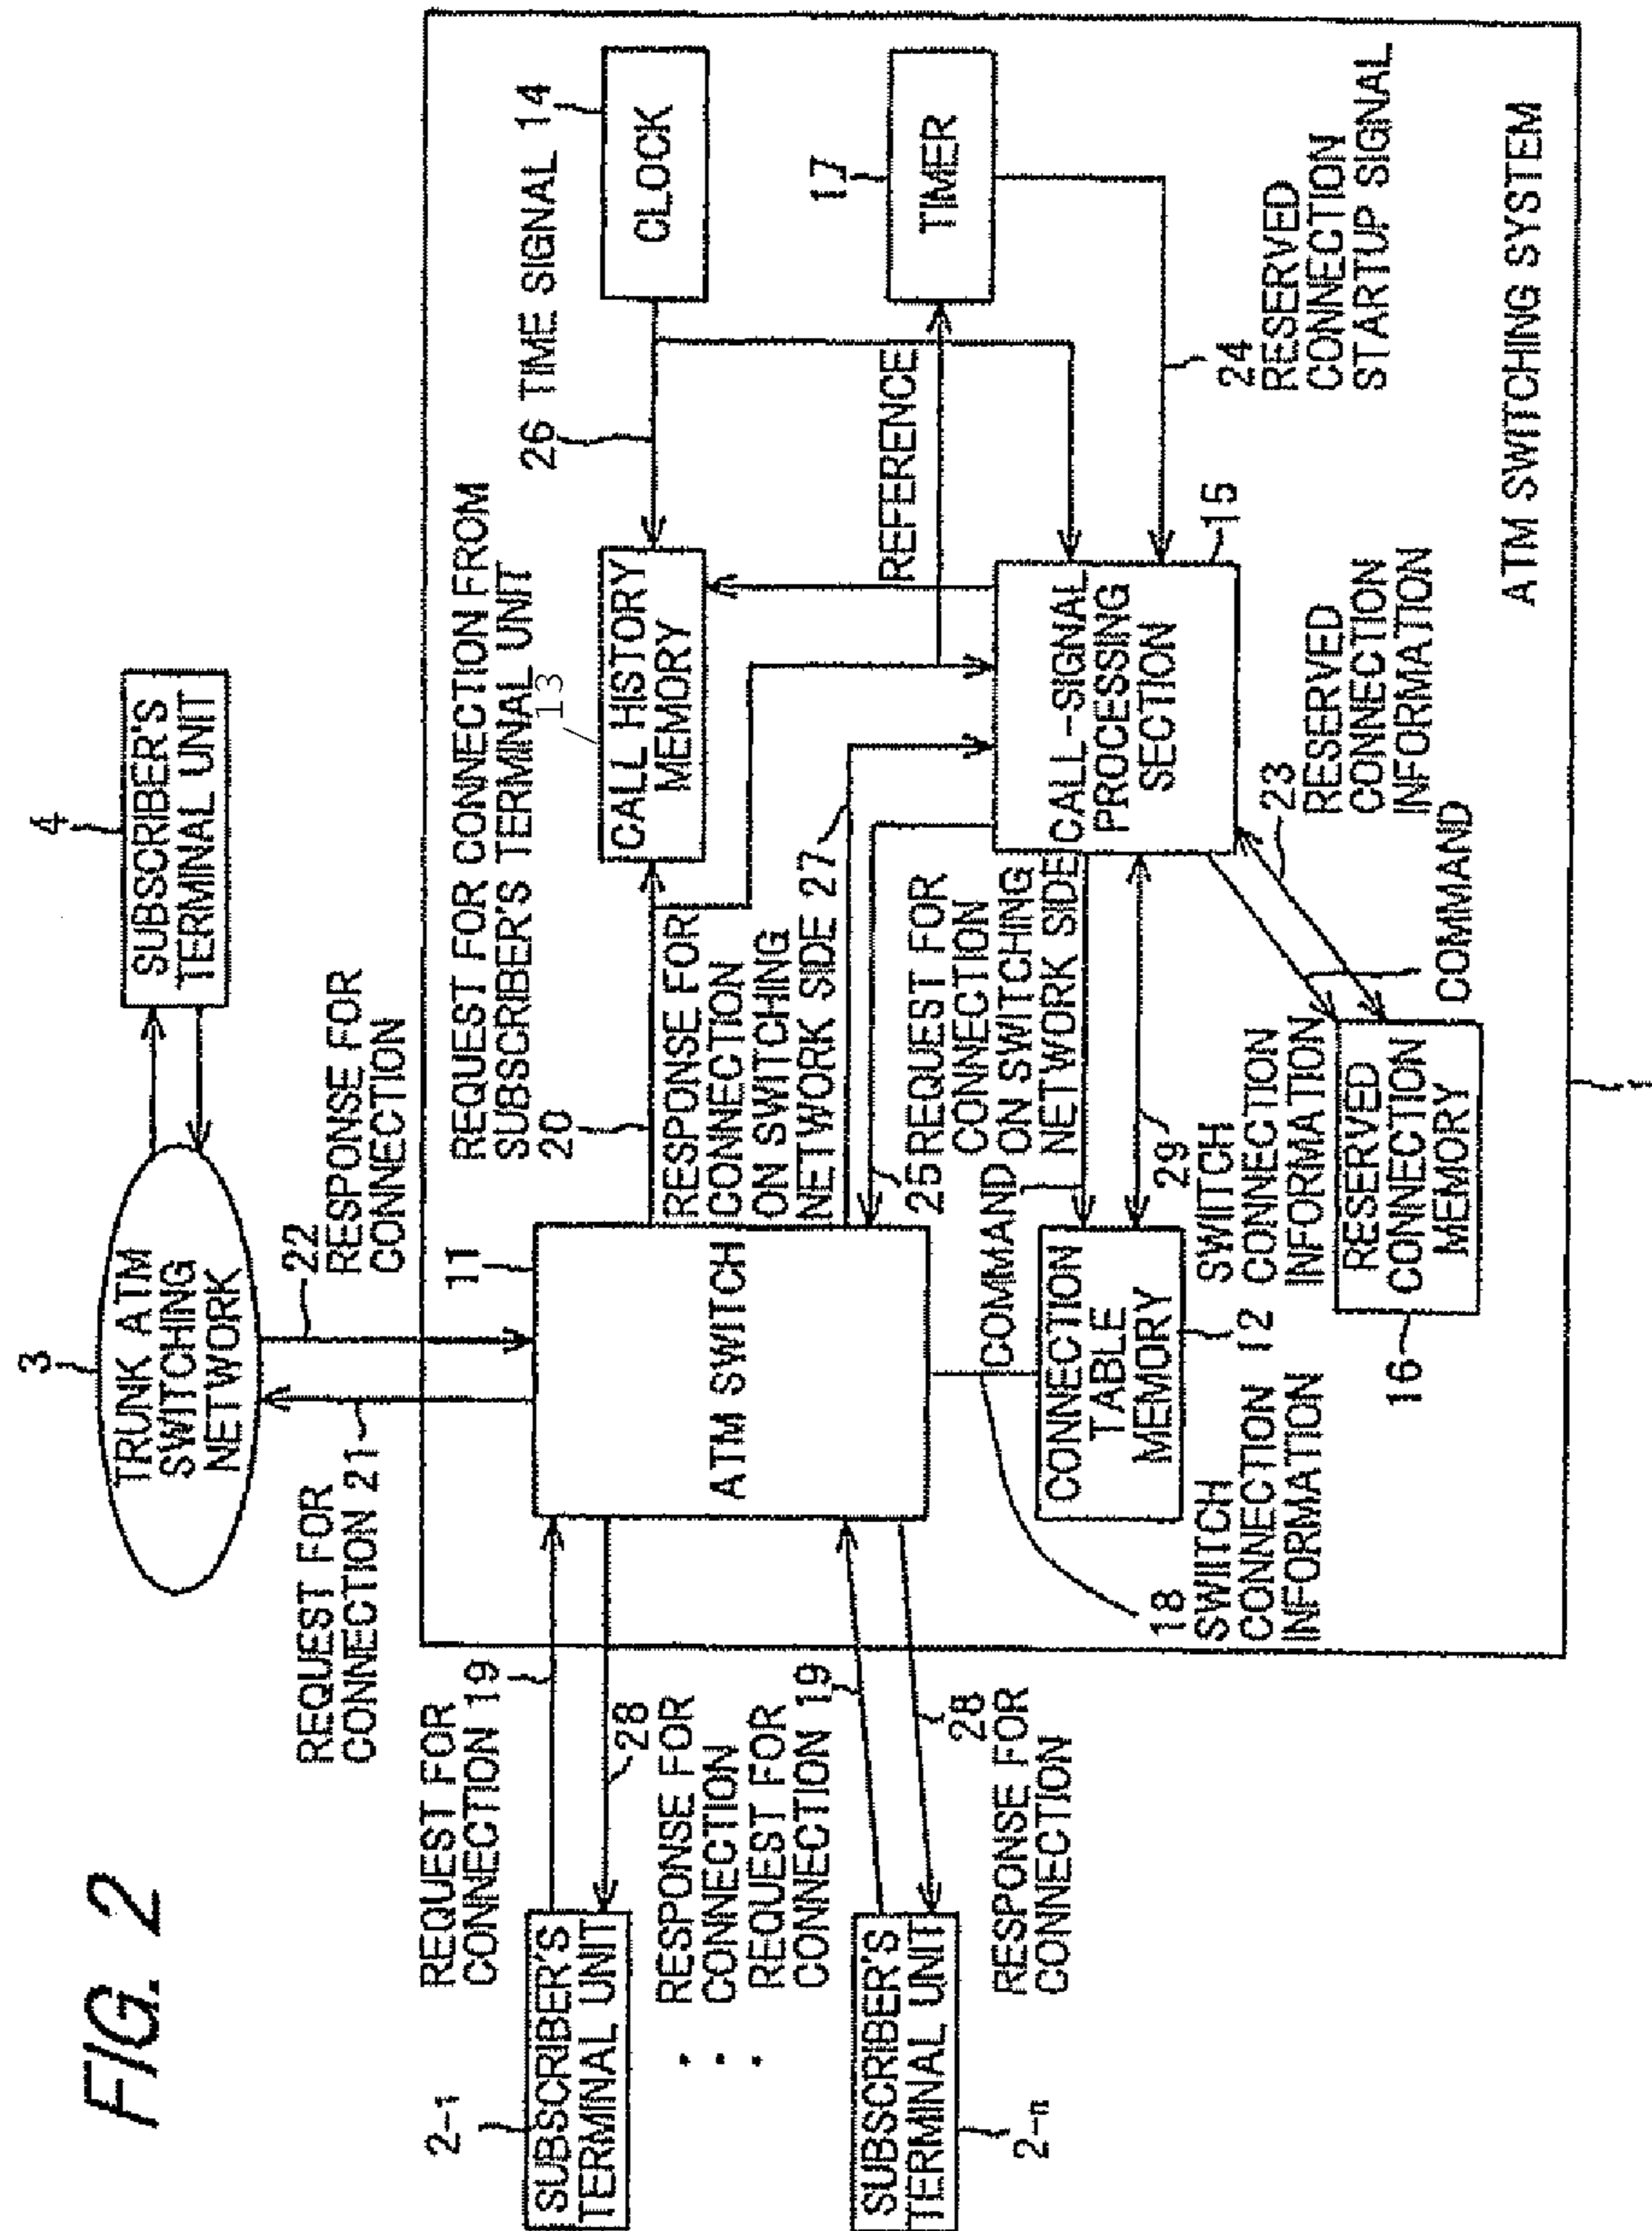 FIG. 2
3
TRUNK ATM
SWITCHING
NETWORK
4
SUBSCRIBER'S
TERMINAL UNIT
REQUEST FOR
CONNECTION 21
22
RESPONSE FOR
CONNECTION
2-1
SUBSCRIBER'S
TERMINAL UNIT
REQUEST FOR
CONNECTION 19
28
RESPONSE FOR
CONNECTION
REQUEST FOR
CONNECTION 19
SUBSCRIBER'S
TERMINAL UNIT
2-n
28
RESPONSE FOR
CONNECTION
11
ATM SWITCH
REQUEST FOR CONNECTION FROM
SUBSCRIBER'S TERMINAL UNIT
20
13
CALL HISTORY
MEMORY
26 TIME SIGNAL 14
CLOCK
RESPONSE FOR
CONNECTION
ON SWITCHING
NETWORK SIDE 27
REFERENCE
17
TIMER
25 REQUEST FOR
CONNECTION
ON SWITCHING
NETWORK SIDE
CALL-SIGNAL
PROCESSING
SECTION
15
24
RESERVED
CONNECTION
STARTUP SIGNAL
COMMAND
CONNECTION
TABLE
MEMORY
12
18
SWIITCH
CONNECTION
INFORMATION
29
SWITCH
CONNECTION
INFORMATION
23
RESERVED
CONNECTION
INFORMATION
RESERVED
CONNECTION
MEMORY
16
COMMAND
ATM SWITCHING SYSTEM
1